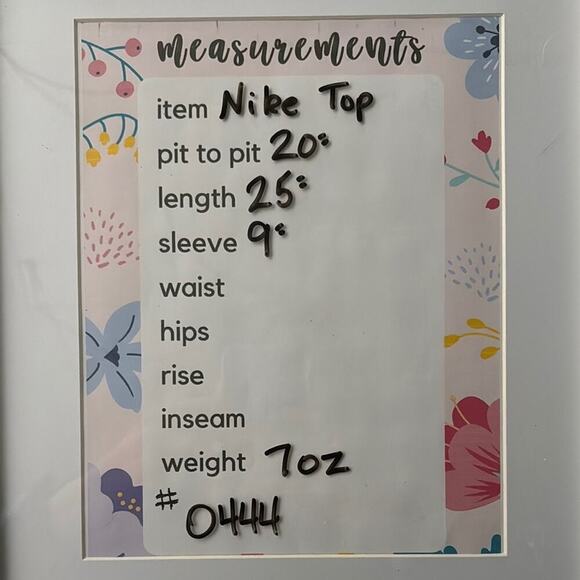 measurements
item Nike Top
pit to pit 20"
length 25"
sleeve 9"
waist
hips
rise
inseam
weight 7oz
#
0444